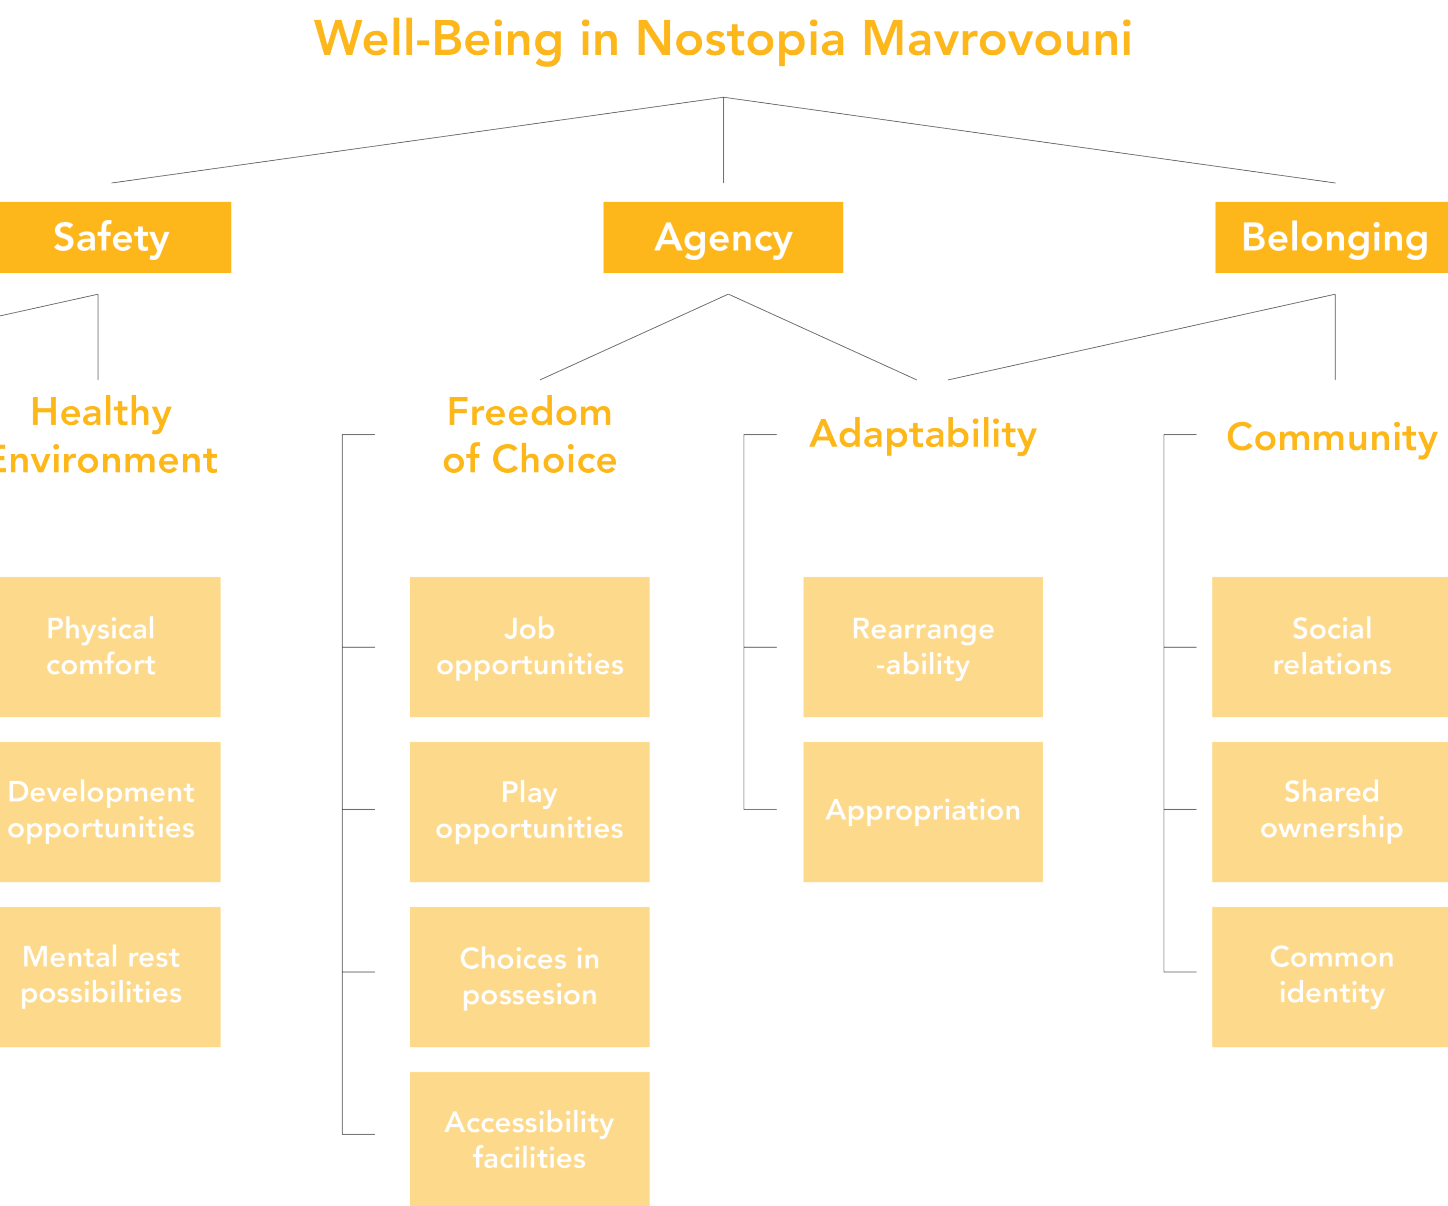 Well-Being in Nostopia Mavrovouni
Safety
Agency
Belonging
Healthy
Environment
Freedom
of Choice
Adaptability
Community
Physical
comfort
Development
opportunities
Mental rest
possibilities
Job
opportunities
Play
opportunities
Choices in
possesion
Accessibility
facilities
Rearrange
-ability
Appropriation
Social
relations
Shared
ownership
Common
identity